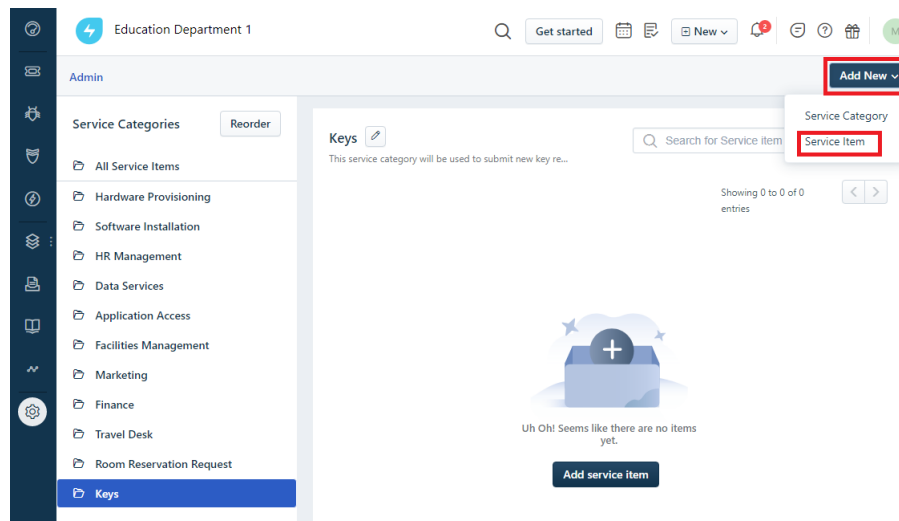 Education Department 1
Get started
New
2
M
Admin
Add New
Service Category
Service Item
Service Categories
Reorder
All Service Items
Hardware Provisioning
Software Installation
HR Management
Data Services
Application Access
Facilities Management
Marketing
Finance
Travel Desk
Room Reservation Request
Keys
Keys
This service category will be used to submit new key re...
Search for Service item
Showing 0 to 0 of 0
entries
Uh Oh! Seems like there are no items
yet.
Add service item